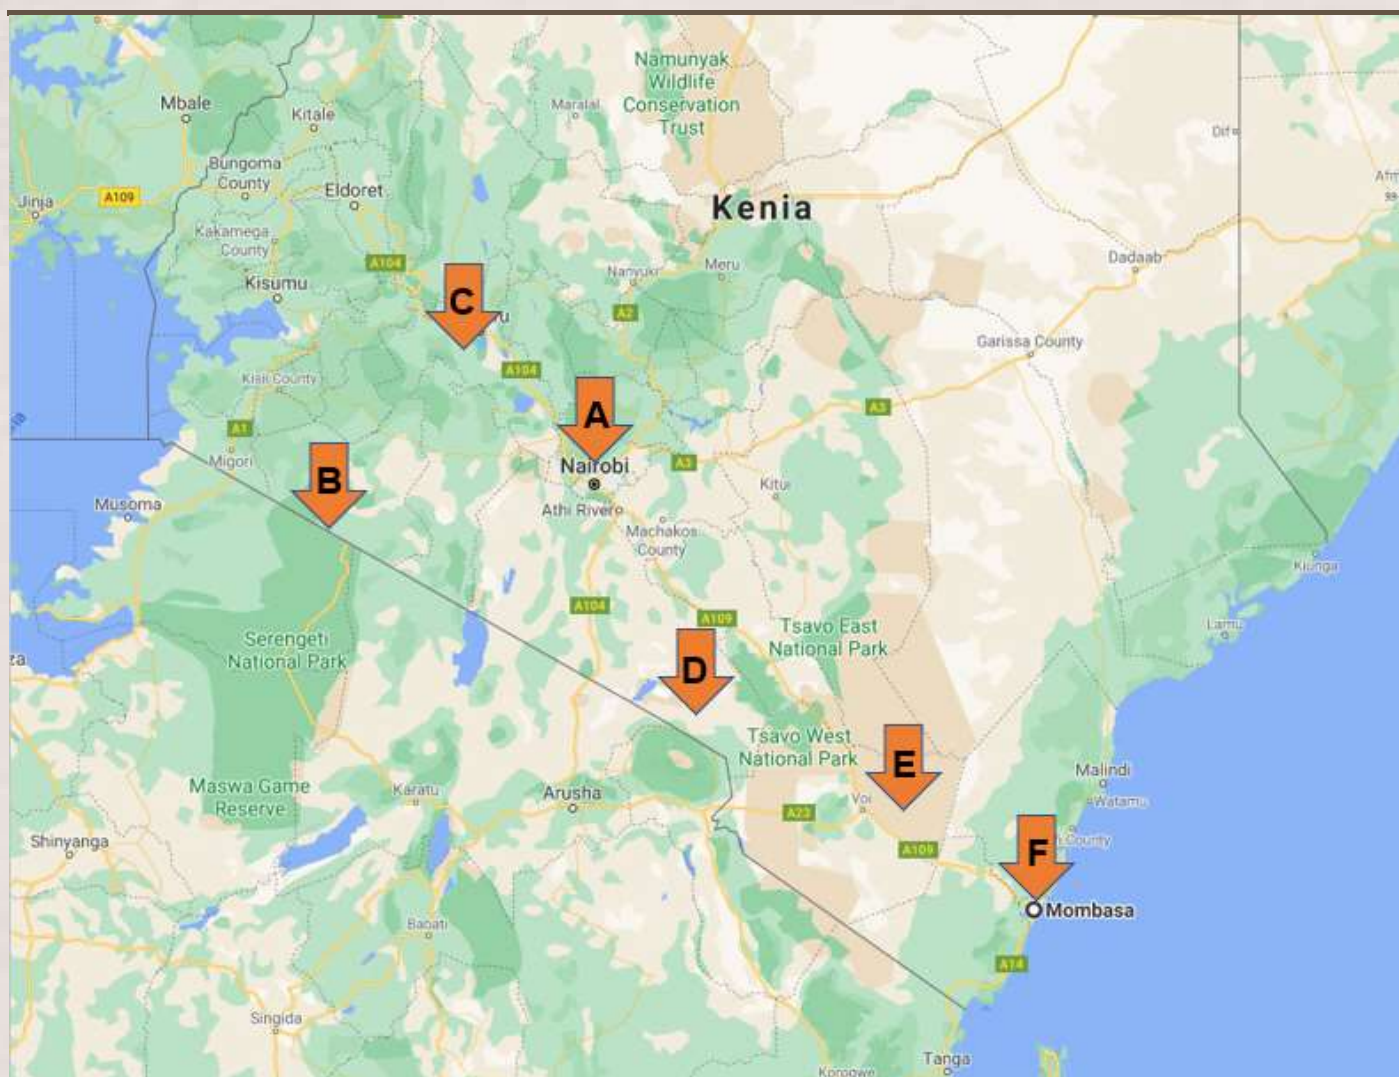 Namunyak
Wildlife
Conservation
Trust
Mbale
Kitale
Maralal
Dif
Bungoma
County
Eldoret
A109
Jinja
Kenia
Kakamega
County
A104
Kisumu
Nanyuki
Meru
Dadaab
C
A2
Garissa County
A104
Kisii County
A
A3
A1
Migori
B
Nairobi
A3
Kitui
Musoma
Athi River
Machakos
County
Kiunga
A104
A109
Lamu
Tsavo East
National Park
Serengeti
National Park
D
Tsavo West
National Park
E
Malindi
Watamu
Maswa Game
Reserve
Karatu
Arusha
Voi
A23
Shinyanga
County
A109
F
Mombasa
Babati
A14
Singida
Tanga
Korogwe